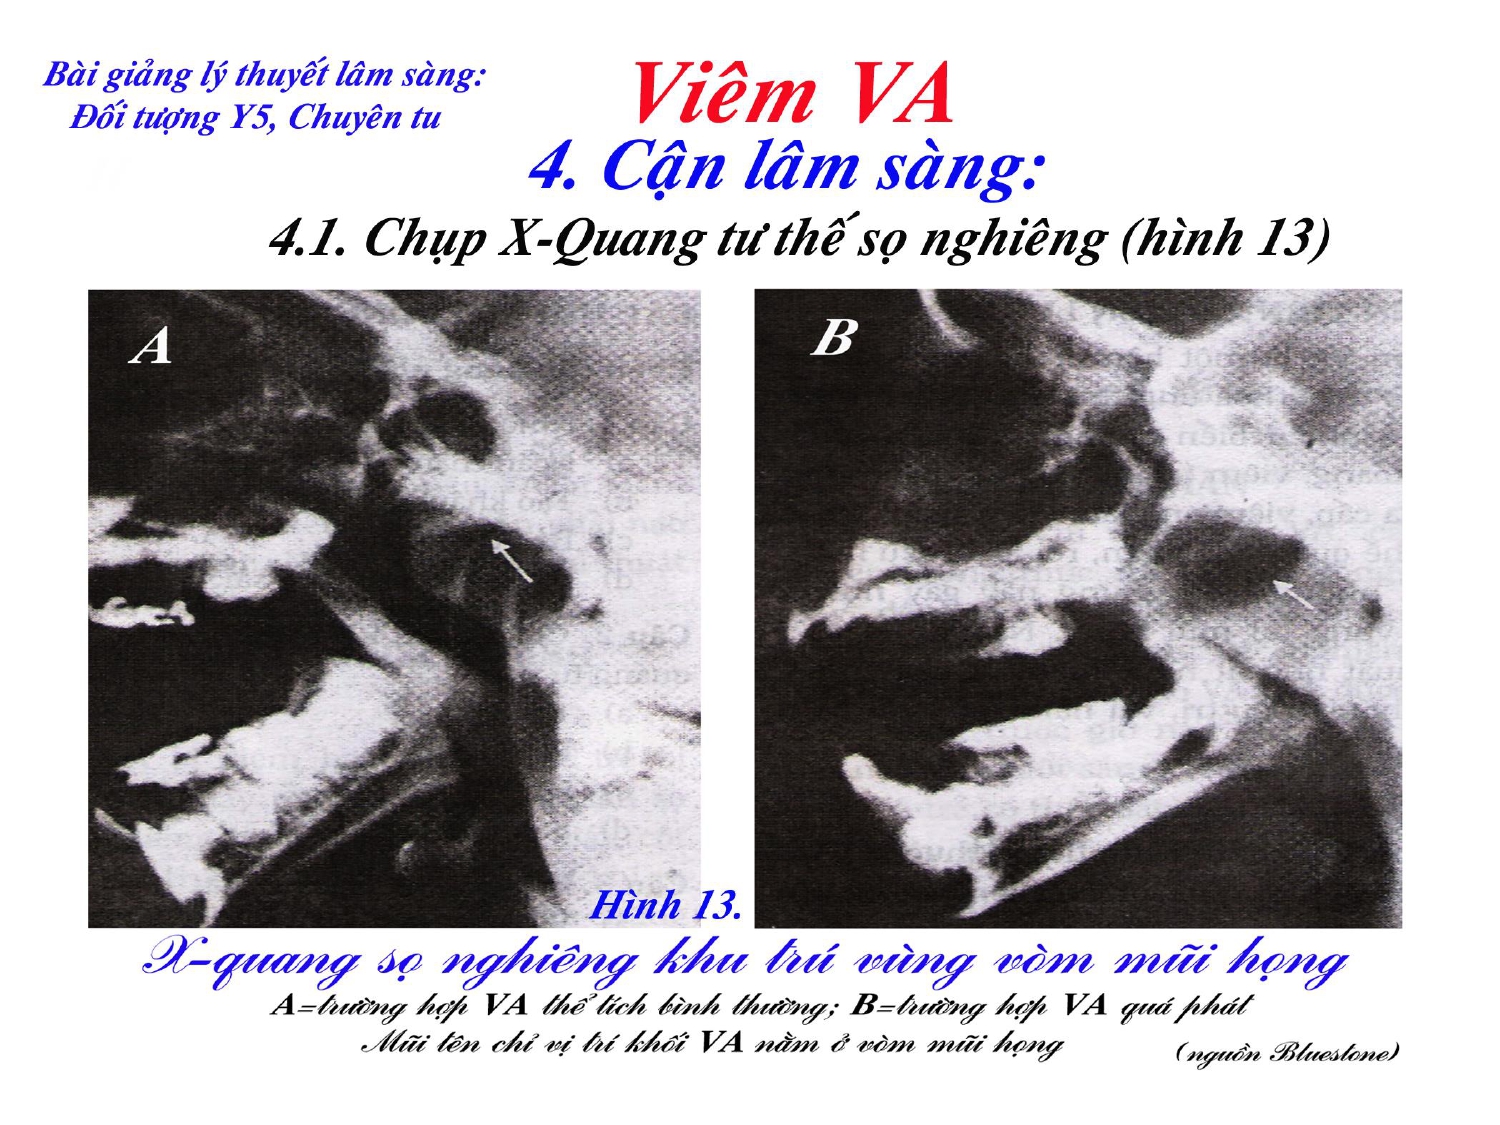 Bài giảng lý thuyết lâm sàng:
Đối tượng Y5, Chuyên tu
Viêm VA
4. Cận lâm sàng:
4.1. Chụp X-Quang tư thế sọ nghiêng (hình 13)
A
B
Hình 13.
X-quang sọ nghiêng khu trú vùng vòm mũi họng
A=trường hợp VA thể tích bình thường; B=trường hợp VA quá phát
Mũi tên chỉ vị trí khối VA nằm ở vòm mũi họng
(nguồn Bluestone)